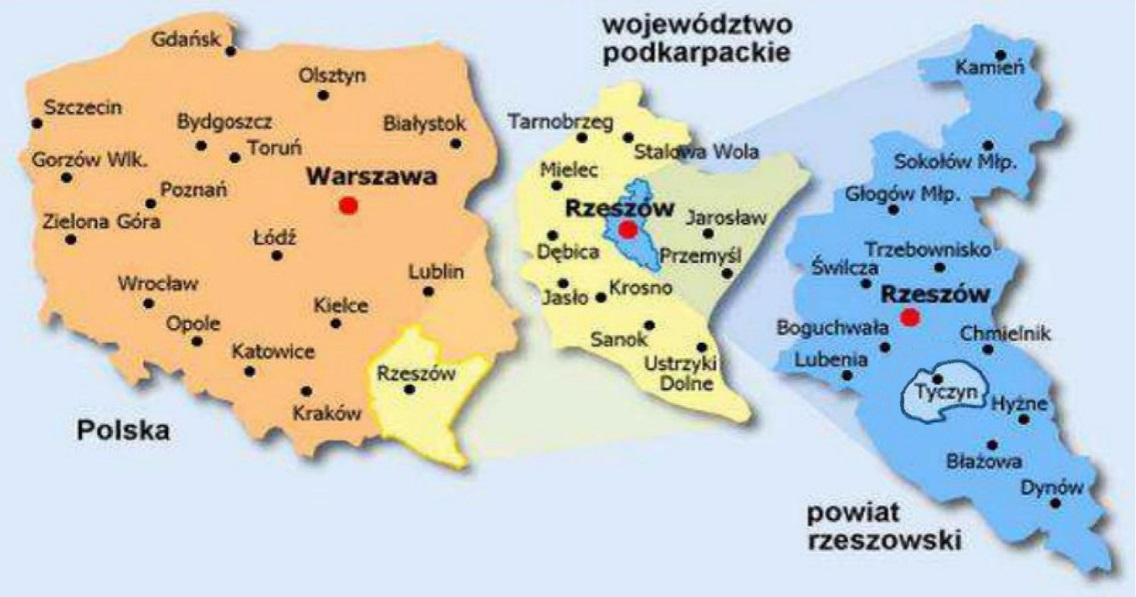 Gdańsk
Olsztyn
Szczecin
Bydgoszcz
Białystok
Toruń
Gorzów Wlk.
Warszawa
Poznań
Zielona Góra
Łódź
Lublin
Wrocław
Kielce
Opole
Katowice
Rzeszów
Kraków
Polska
województwo
podkarpackie
Tarnobrzeg
Stalowa Wola
Mielec
Rzeszów
Jarosław
Dębica
Przemyśl
Jasło
Krosno
Sanok
Ustrzyki
Dolne
Kamień
Sokołów Młp.
Głogów Młp.
Trzebownisko
Świlcza
Rzeszów
Boguchwała
Chmielnik
Lubenia
Tyczyn
Hyżne
Błażowa
Dynów
powiat
rzeszowski